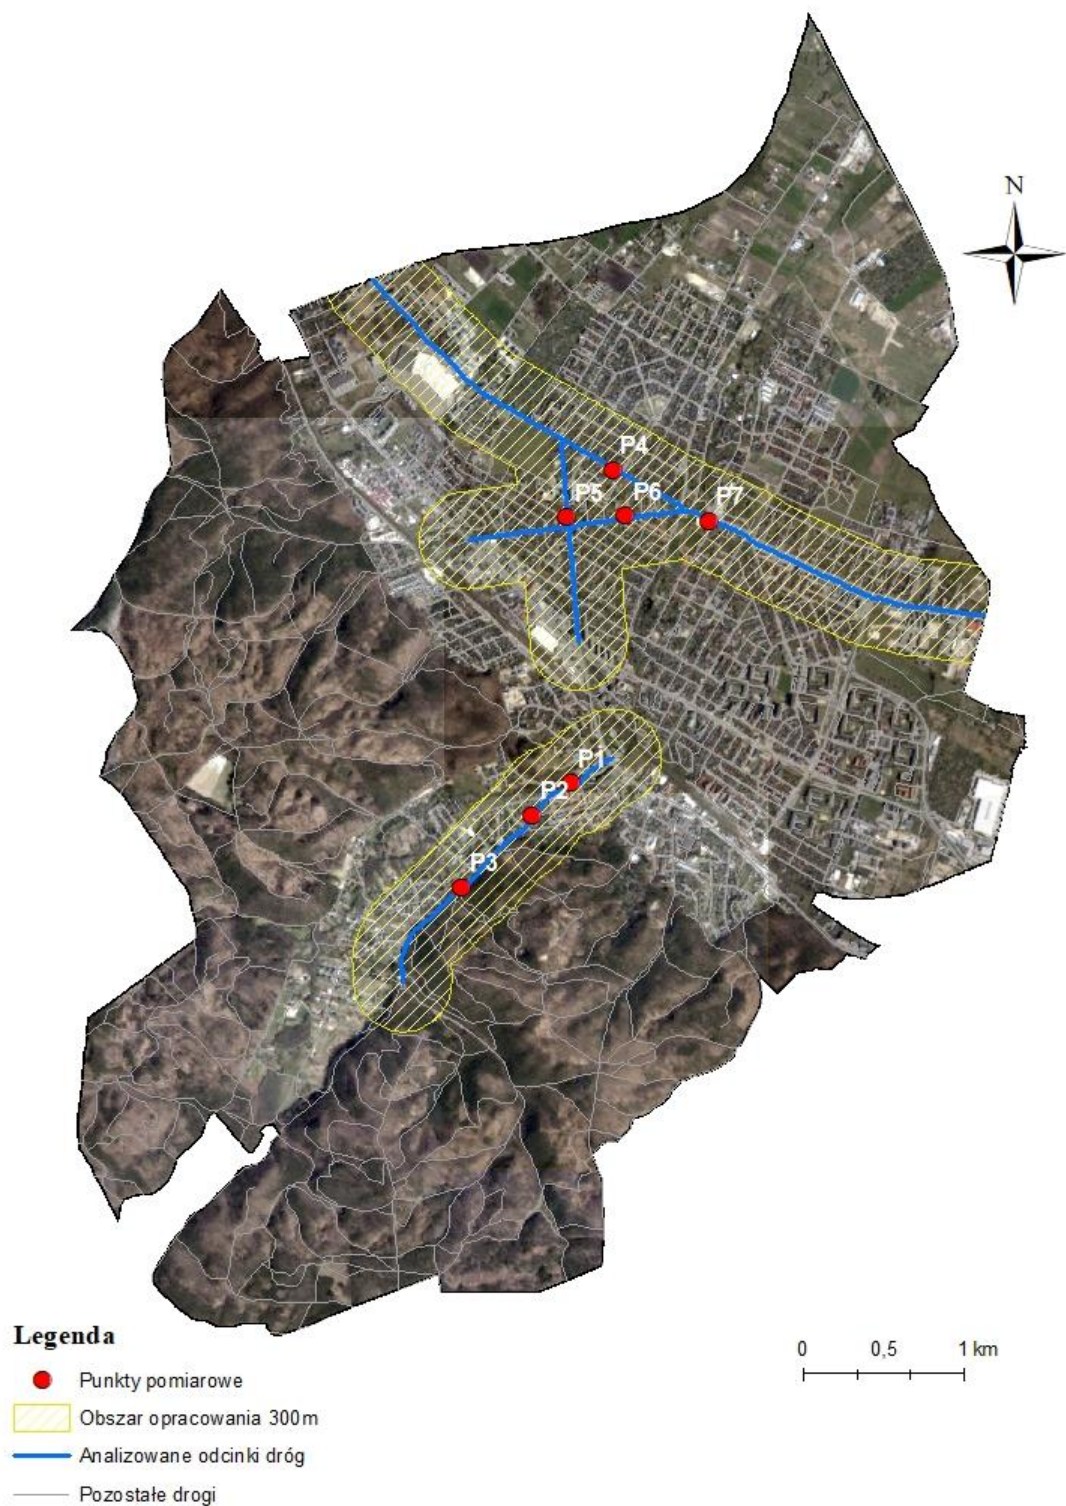 N
P4
P5 P6 P7
P1
P2
P3
Legenda
Punkty pomiarowe
Obszar opracowania 300m
Analizowane odcinki dróg
Pozostałe drogi
0 0,5 1 km